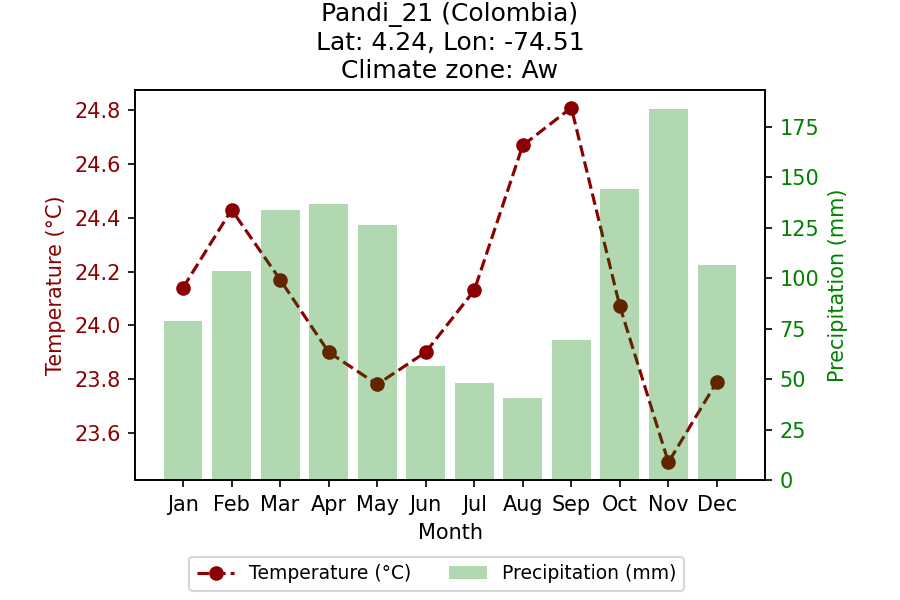 Pandi_21 (Colombia)
Lat: 4.24, Lon: -74.51
Climate zone: Aw
24.8
24.6
24.4
24.2
24.0
23.8
23.6
Temperature (°C)
175
150
125
100
75
50
25
0
Precipitation (mm)
Jan Feb Mar Apr May Jun Jul Aug Sep Oct Nov Dec
Month
Temperature (°C) Precipitation (mm)